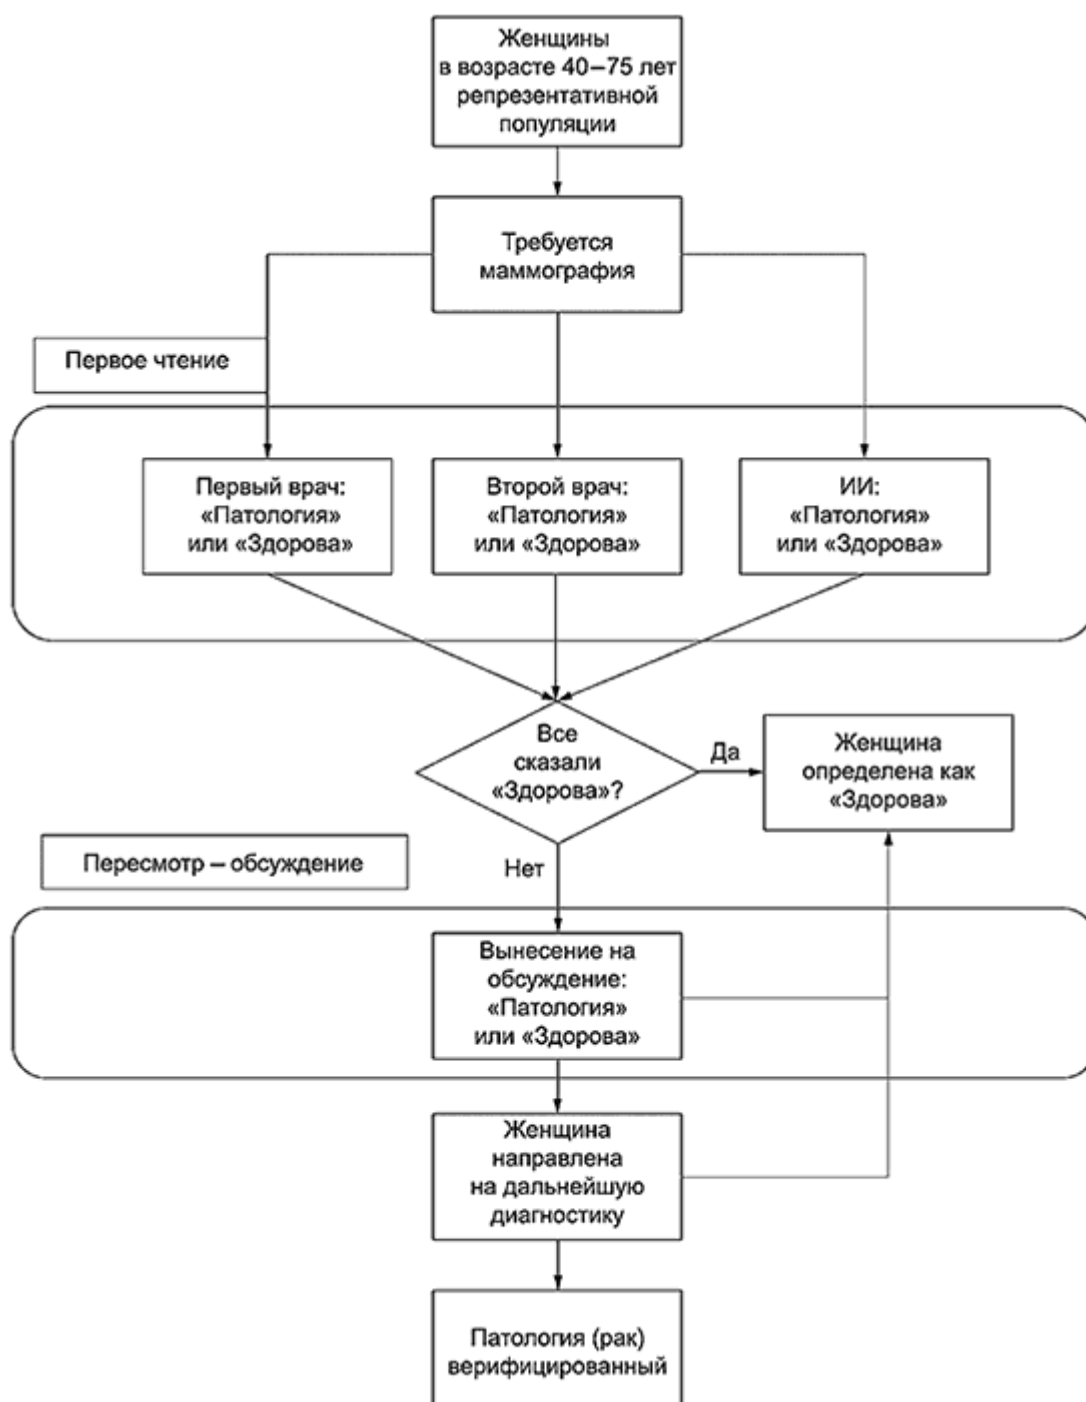 Женщины
в возрасте 40–75 лет
репрезентативной
популяции
Требуется
маммография
Первое чтение
Первый врач:
«Патология»
или «Здорова»
Второй врач:
«Патология»
или «Здорова»
ИИ:
«Патология»
или «Здорова»
Все
сказали
«Здорова»?
Да
Женщина
определена как
«Здорова»
Пересмотр – обсуждение
Нет
Вынесение на
обсуждение:
«Патология»
или «Здорова»
Женщина
направлена
на дальнейшую
диагностику
Патология (рак)
верифицированный